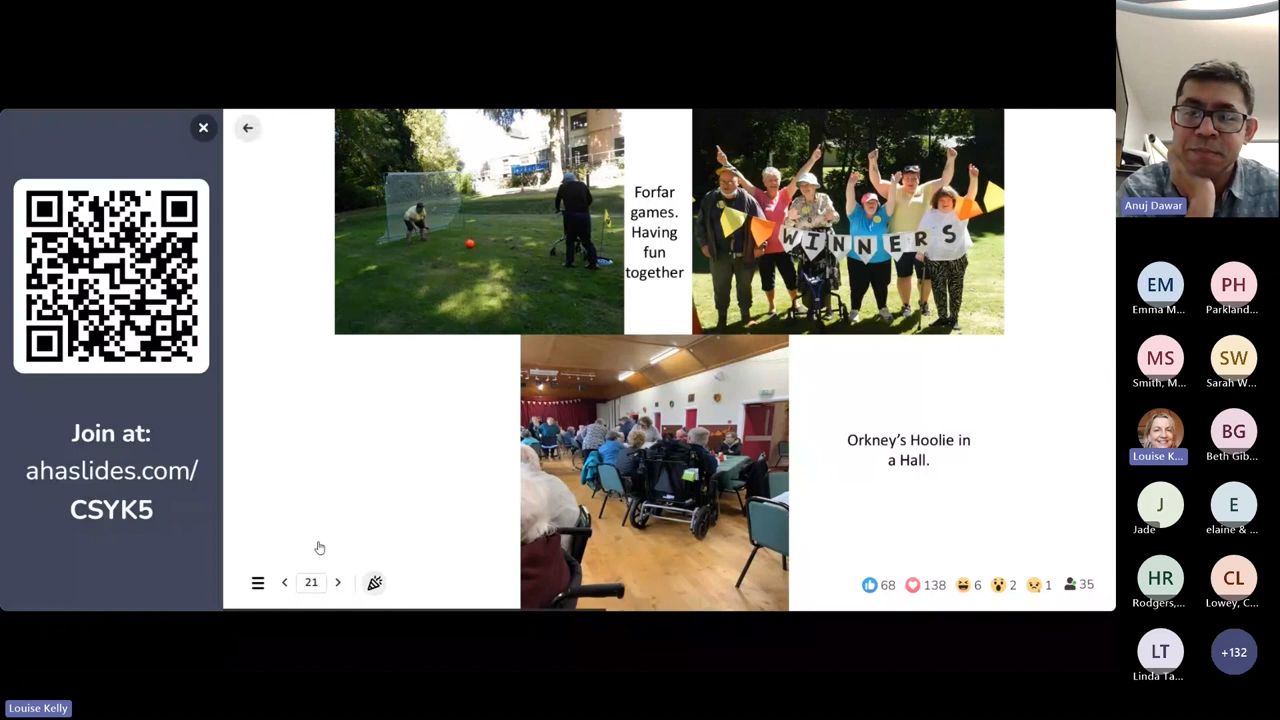 Join at:
ahaslides.com/
CSYK5
Forfar
games.
Having
fun
together
WINNERS
Orkney's Hoolie in
a Hall.
21
68
138
6
2
1
35
Anuj Dawar
EM
Emma M...
PH
Parkland...
MS
Smith, M...
SW
Sarah W...
Louise K...
BG
Beth Gib...
J
Jade
E
elaine & ...
HR
Rodgers,...
CL
Lowey, C...
LT
Linda Ta...
+132
Louise Kelly